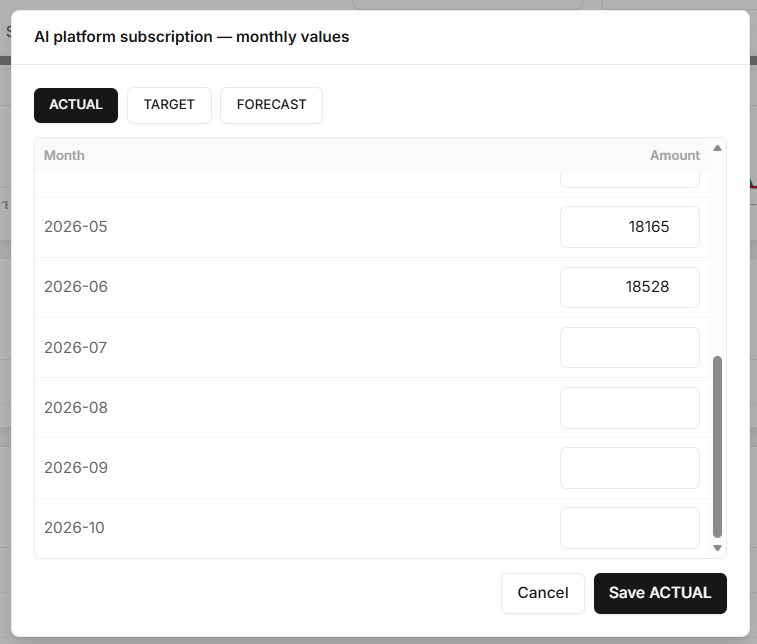 AI platform subscription — monthly values
ACTUAL TARGET FORECAST
Month Amount
2026-05 18165
2026-06 18528
2026-07
2026-08
2026-09
2026-10
Cancel Save ACTUAL